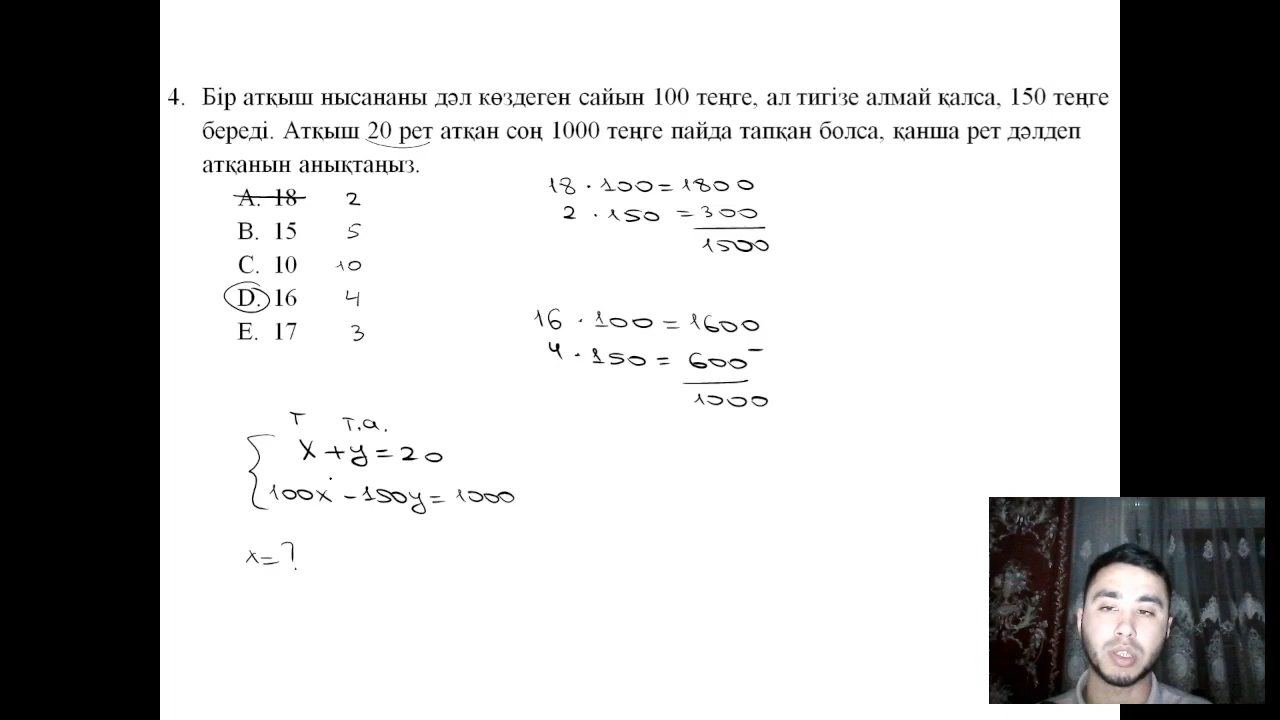 4. Бір атқыш нысананы дәл көздеген сайын 100 теңге, ал тигізе алмай қалса, 150 теңге
береді. Атқыш 20 рет атқан соң 1000 теңге пайда тапқан болса, қанша рет дәлдеп
атқанын анықтаңыз.
A. 18 2
B. 15 5
C. 10 10
D. 16 4
E. 17 3
18 · 100 = 1800
2 · 150 = 300
1500
16 · 100 = 1600
4 · 150 = 600 -
1000
т т.а.
x + y = 20
100x - 150y = 1000
x = ?